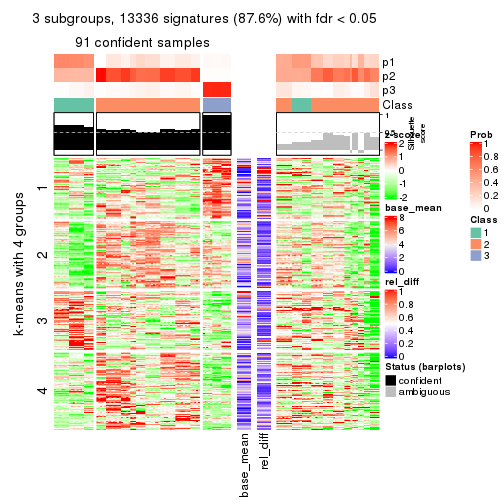 3 subgroups, 13336 signatures (87.6%) with fdr < 0.05
91 confident samples
p1
p2
p3
Class
1
0.5
Silhouette
score
z-score
2
1
0
-1
-2
base_mean
8
6
4
2
0
rel_diff
1
0.8
0.6
0.4
0.2
0
Status (barplots)
confident
ambiguous
Prob
1
0.8
0.6
0.4
0.2
0
Class
1
2
3
k-means with 4 groups
1
2
3
4
base_mean
rel_diff